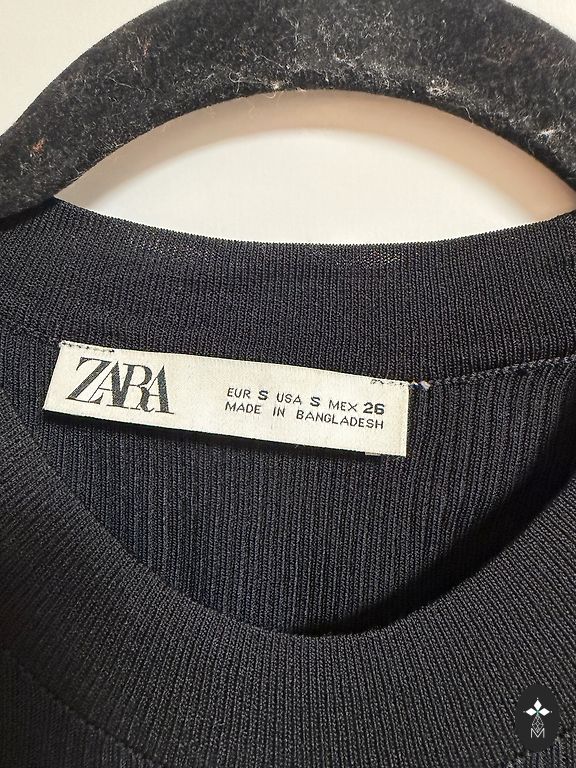 ZARA
EUR S USA S MEX 26
MADE IN BANGLADESH
M